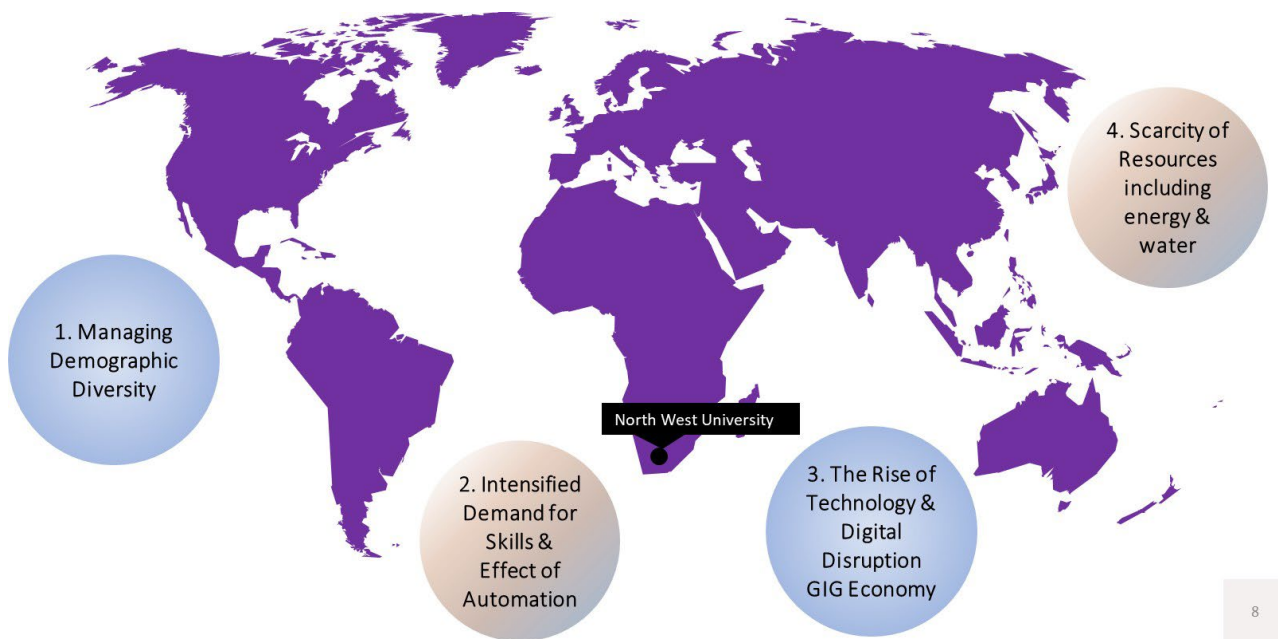 1. Managing
Demographic
Diversity
2. Intensified
Demand for
Skills &
Effect of
Automation
North West University
3. The Rise of
Technology &
Digital
Disruption
GIG Economy
4. Scarcity of
Resources
including
energy &
water
8